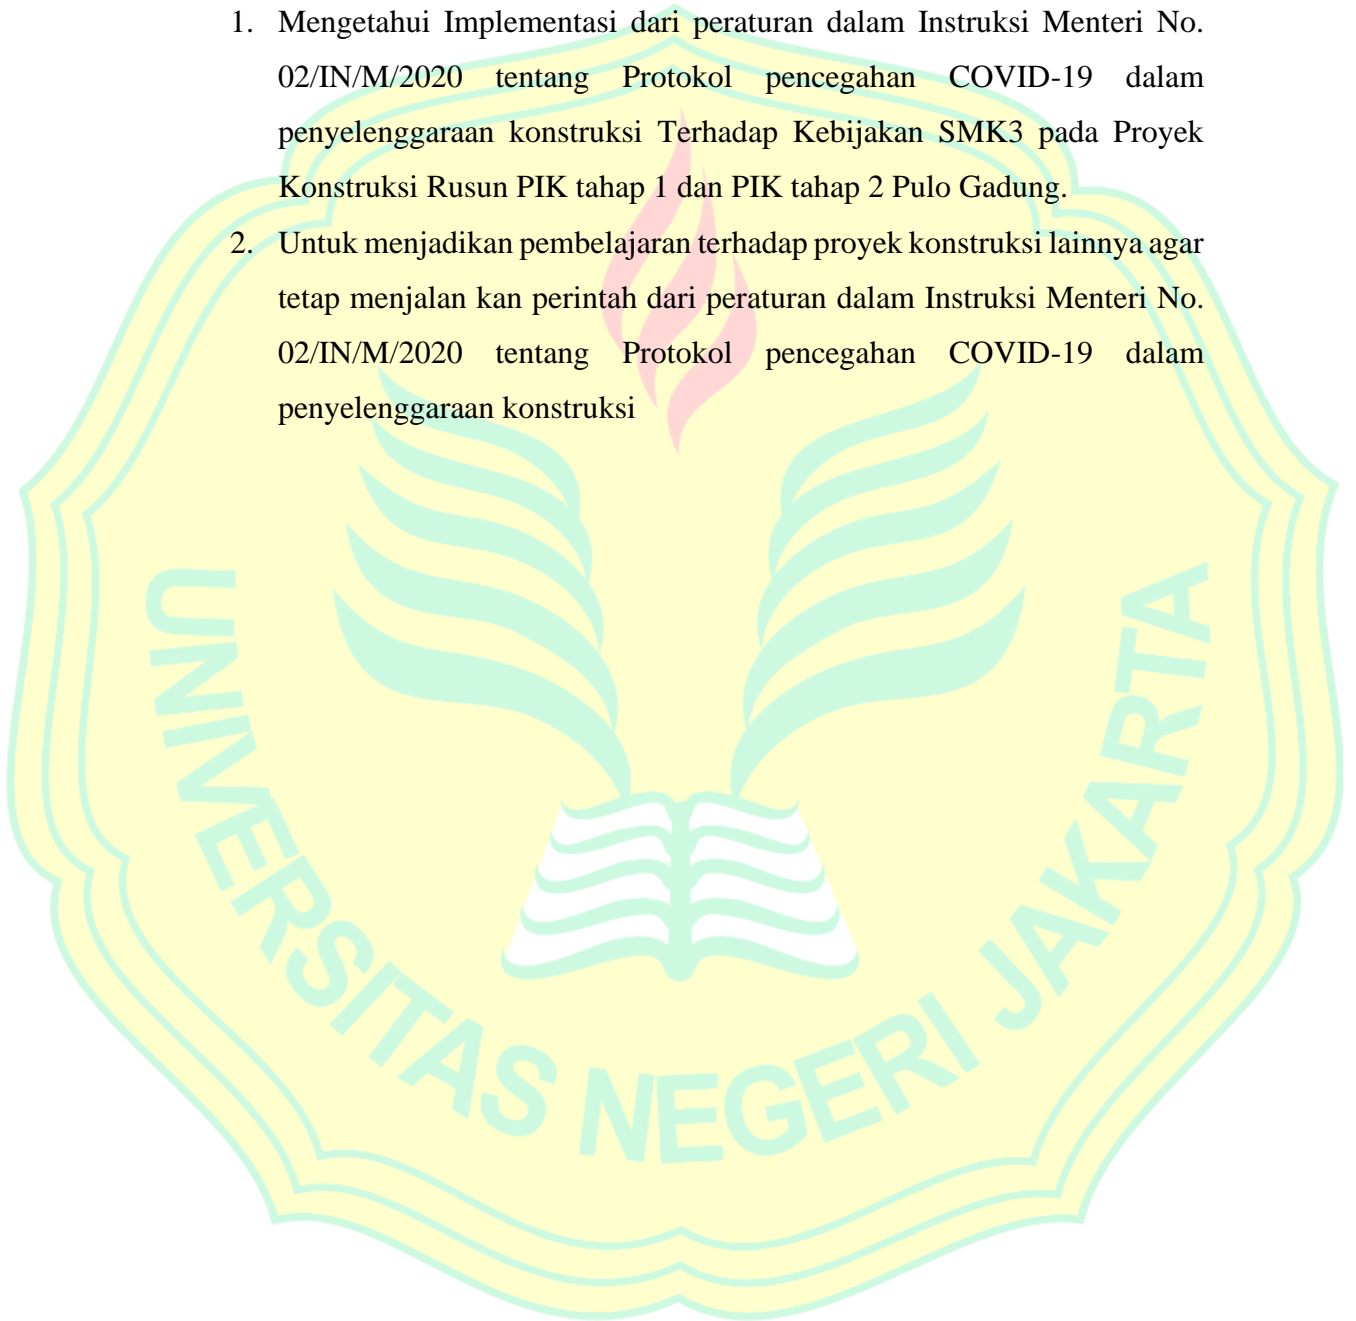 1. Mengetahui Implementasi dari peraturan dalam Instruksi Menteri No.
02/IN/M/2020 tentang Protokol pencegahan COVID-19 dalam
penyelenggaraan konstruksi Terhadap Kebijakan SMK3 pada Proyek
Konstruksi Rusun PIK tahap 1 dan PIK tahap 2 Pulo Gadung.
2. Untuk menjadikan pembelajaran terhadap proyek konstruksi lainnya agar
tetap menjalan kan perintah dari peraturan dalam Instruksi Menteri No.
02/IN/M/2020 tentang Protokol pencegahan COVID-19 dalam
penyelenggaraan konstruksi
UNIVERSITAS NEGERI JAKARTA